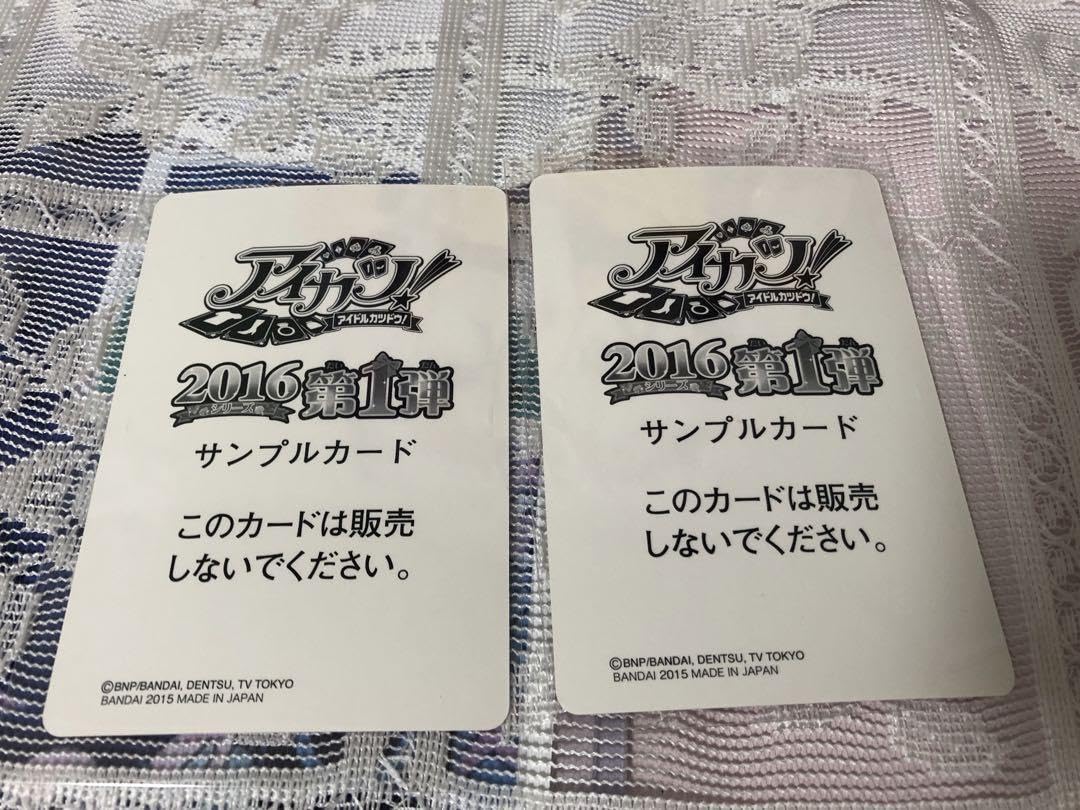 アイカツ!
アイドルカツドウ!
2016
シリーズ
第1弾
サンプルカード
このカードは販売
しないでください。
©BNP/BANDAI, DENTSU, TV TOKYO
BANDAI 2015 MADE IN JAPAN
アイカツ!
アイドルカツドウ!
2016
シリーズ
第1弾
サンプルカード
このカードは販売
しないでください。
©BNP/BANDAI, DENTSU, TV TOKYO
BANDAI 2015 MADE IN JAPAN